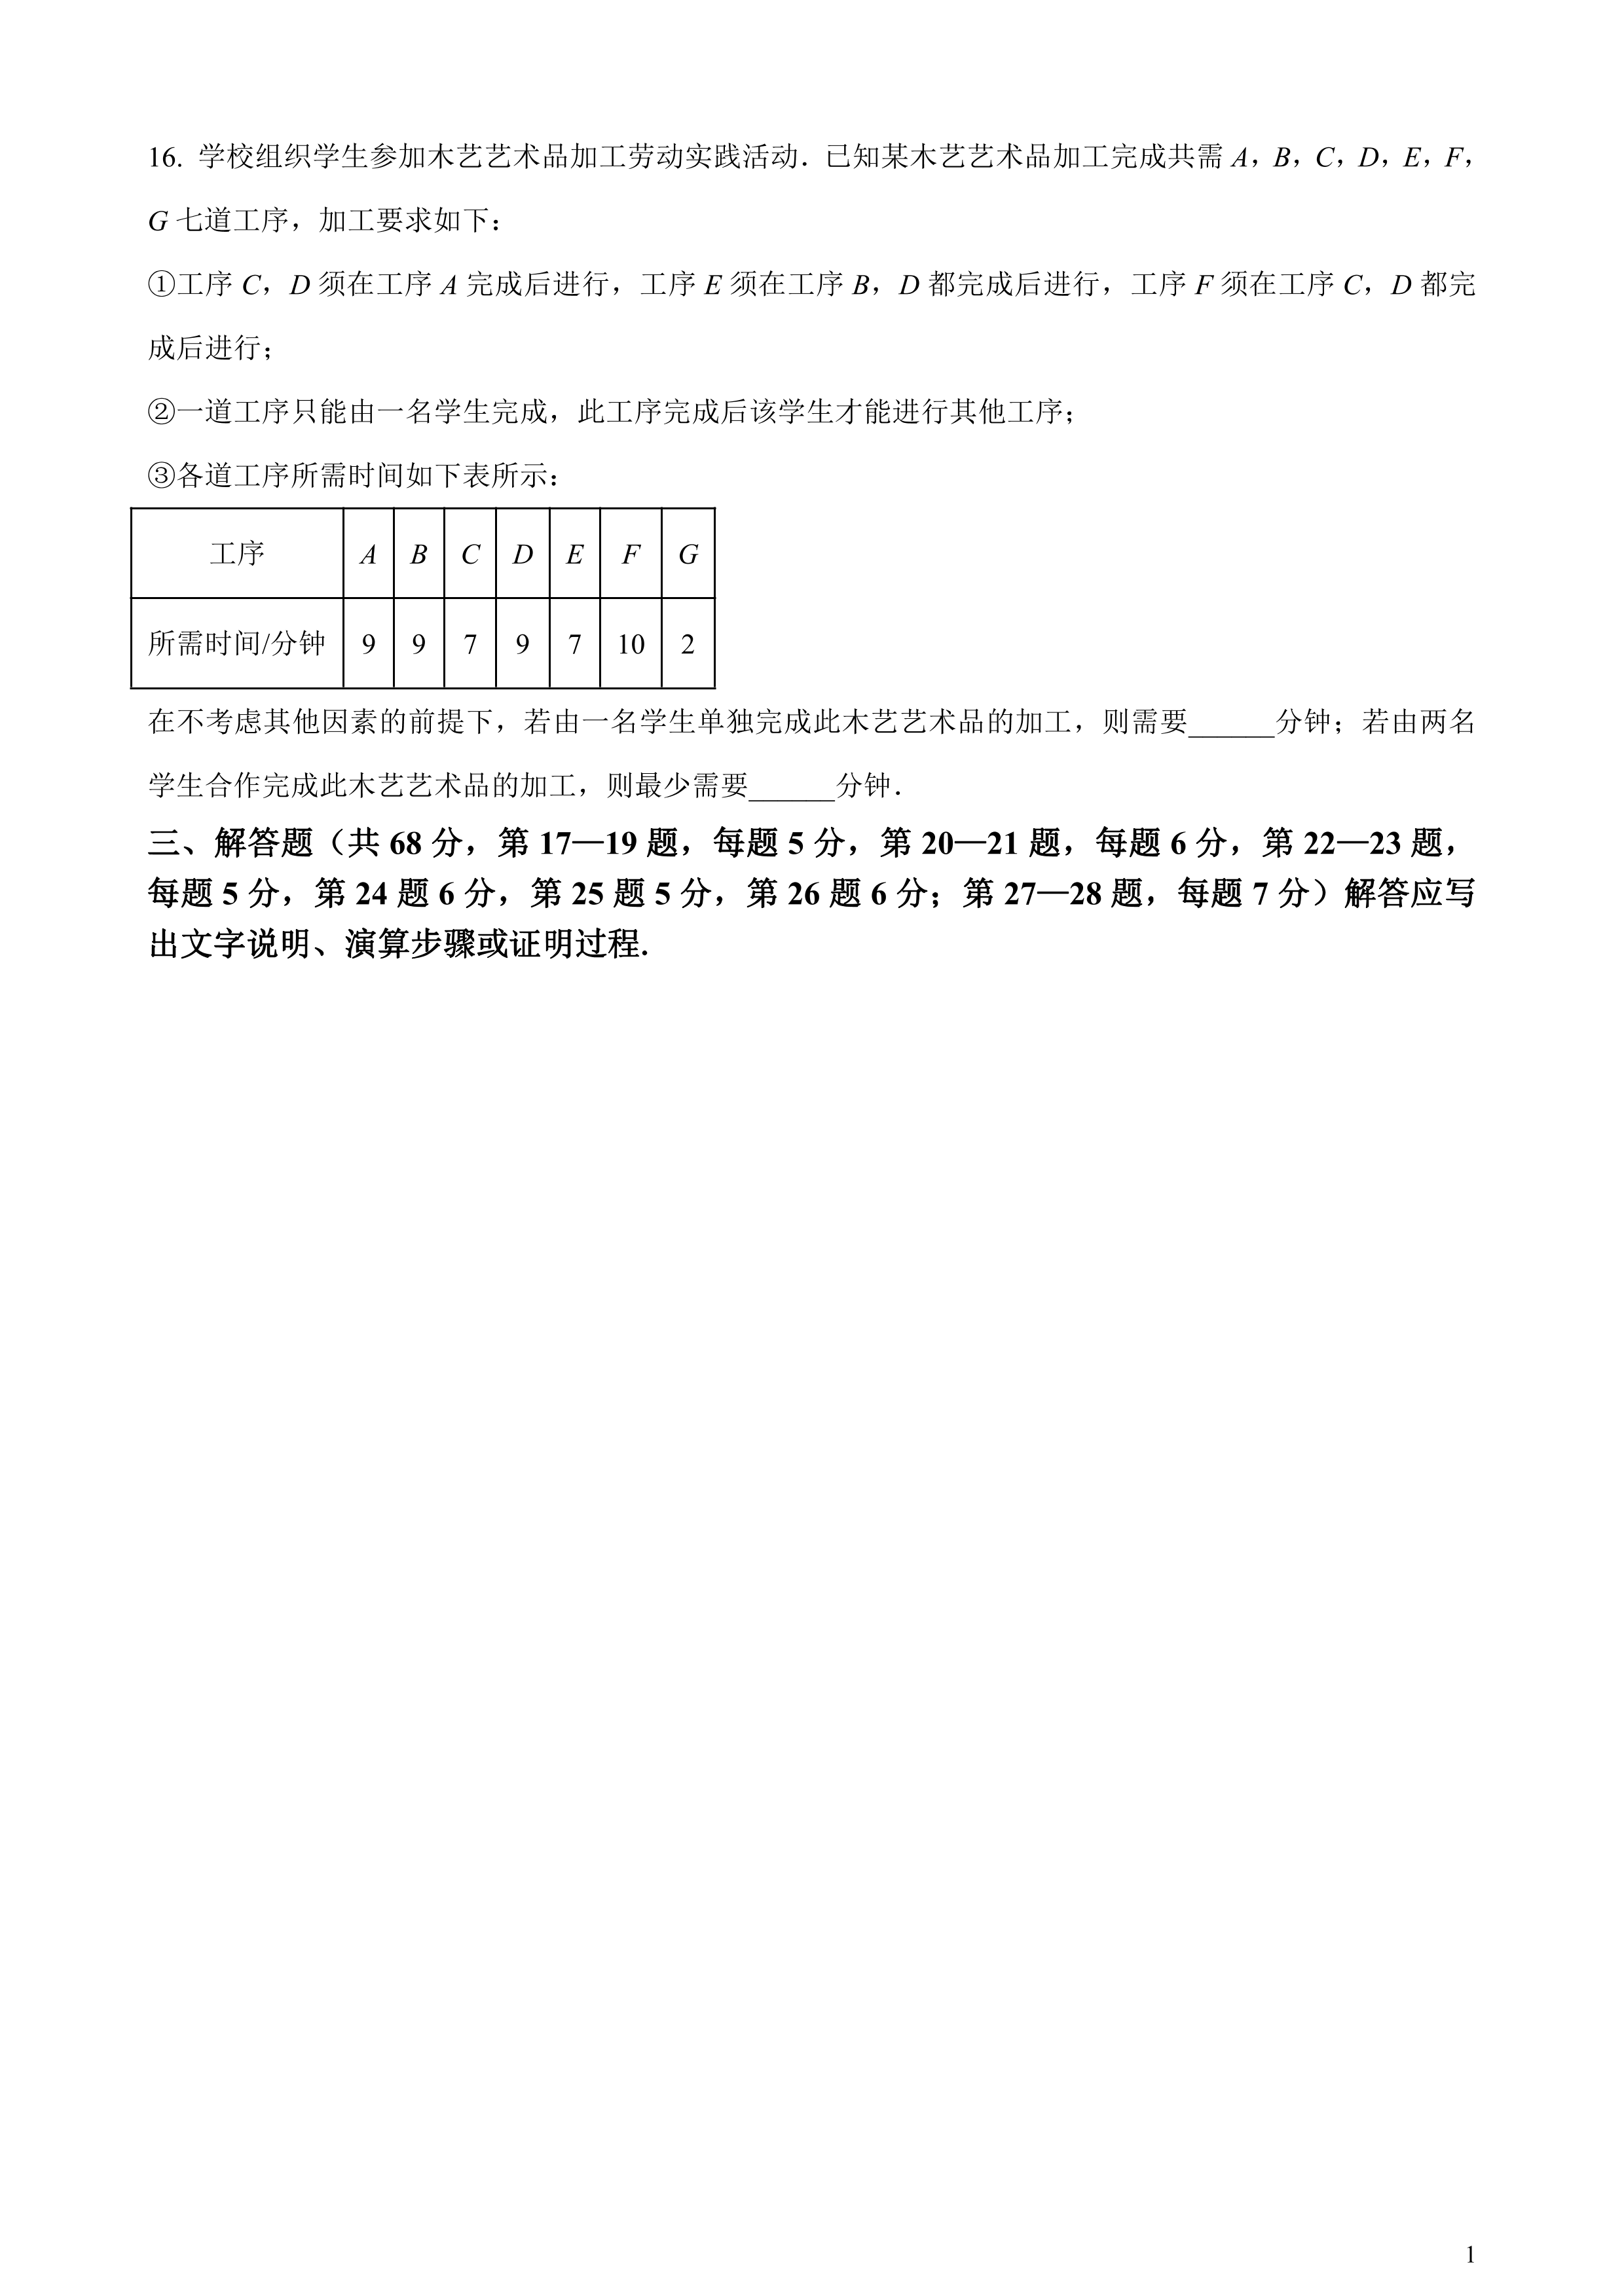 16. 学校组织学生参加木艺艺术品加工劳动实践活动. 已知某木艺艺术品加工完成共需 A，B，C，D，E，F，
G 七道工序，加工要求如下：
①工序 C，D 须在工序 A 完成后进行，工序 E 须在工序 B，D 都完成后进行，工序 F 须在工序 C，D 都完
成后进行；
②一道工序只能由一名学生完成，此工序完成后该学生才能进行其他工序；
③各道工序所需时间如下表所示：
工序 A B C D E F G
所需时间/分钟 9 9 7 9 7 10 2
在不考虑其他因素的前提下，若由一名学生单独完成此木艺艺术品的加工，则需要______分钟；若由两名
学生合作完成此木艺艺术品的加工，则最少需要______分钟.
三、解答题（共 68 分，第 17—19 题，每题 5 分，第 20—21 题，每题 6 分，第 22—23 题，
每题 5 分，第 24 题 6 分，第 25 题 5 分，第 26 题 6 分；第 27—28 题，每题 7 分）解答应写
出文字说明、演算步骤或证明过程.
1